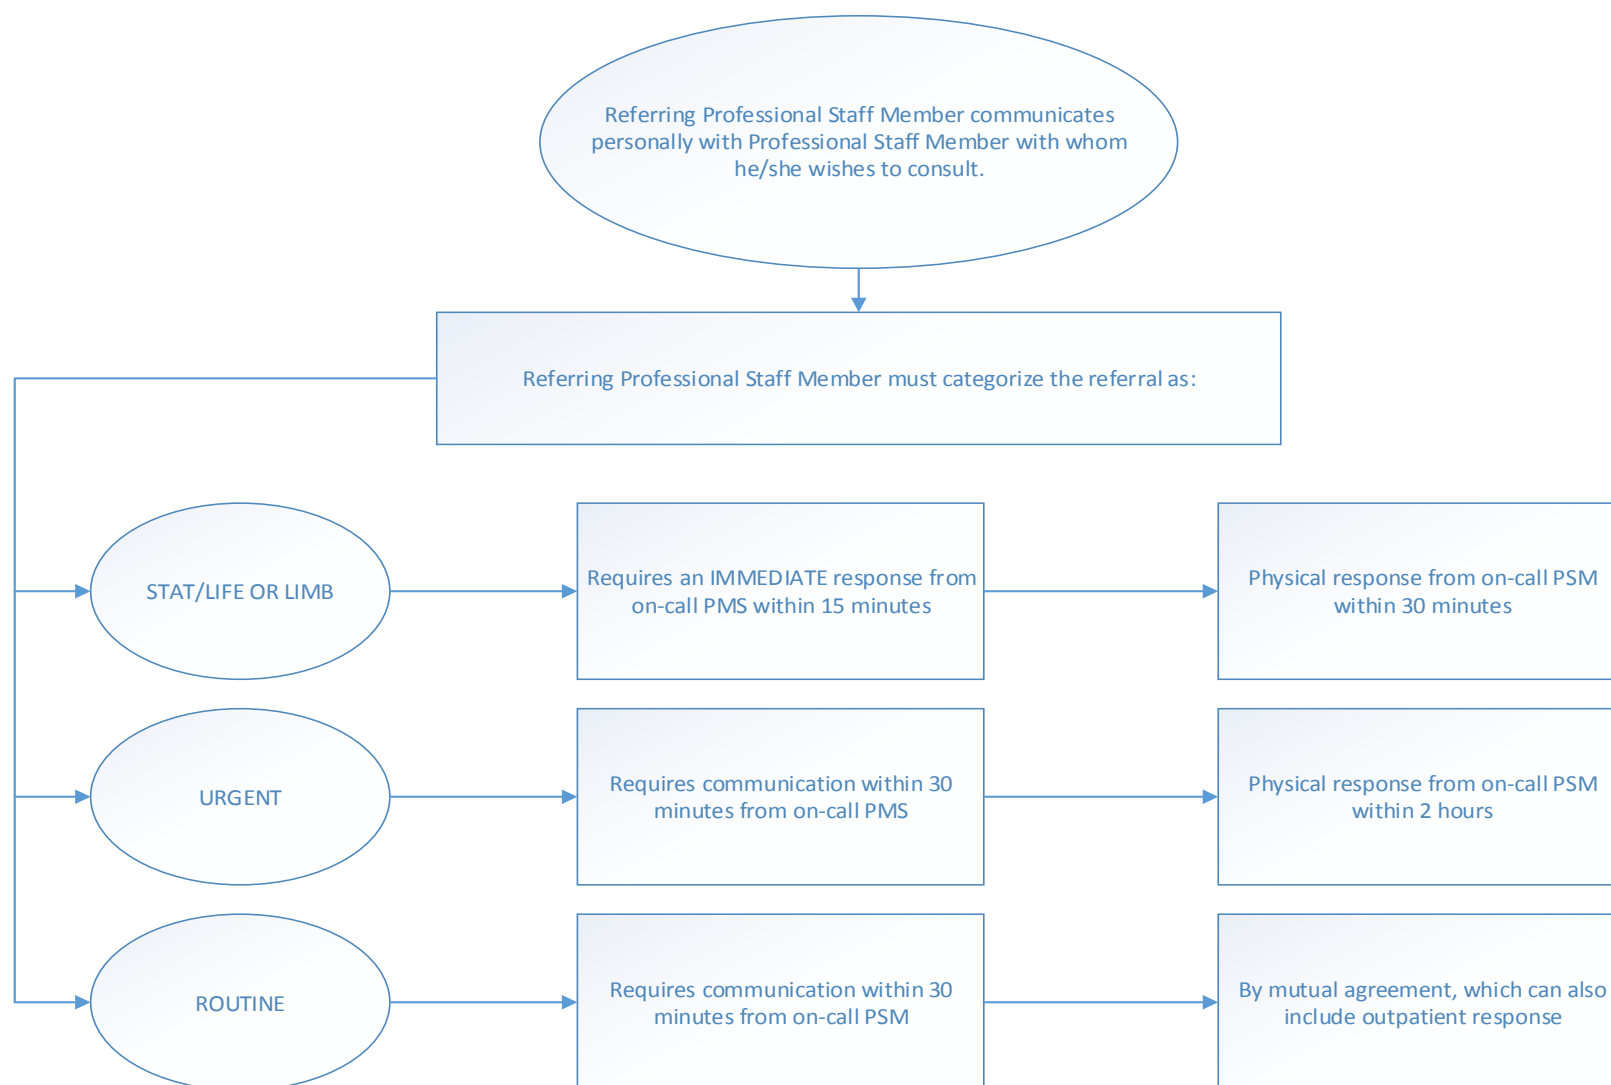 Referring Professional Staff Member communicates
personally with Professional Staff Member with whom
he/she wishes to consult.
Referring Professional Staff Member must categorize the referral as:
STAT/LIFE OR LIMB
Requires an IMMEDIATE response from
on-call PMS within 15 minutes
Physical response from on-call PSM
within 30 minutes
URGENT
Requires communication within 30
minutes from on-call PMS
Physical response from on-call PSM
within 2 hours
ROUTINE
Requires communication within 30
minutes from on-call PSM
By mutual agreement, which can also
include outpatient response